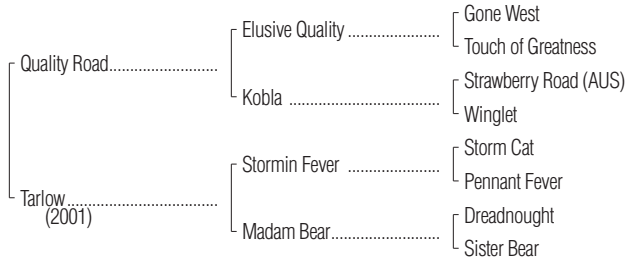 Gone West
Elusive Quality ....................
Touch of Greatness
Quality Road.......................
Strawberry Road (AUS)
Kobla ................................
Winglet
Storm Cat
Stormin Fever ....................
Pennant Fever
Tarlow................................
(2001)
Dreadnought
Madam Bear.......................
Sister Bear